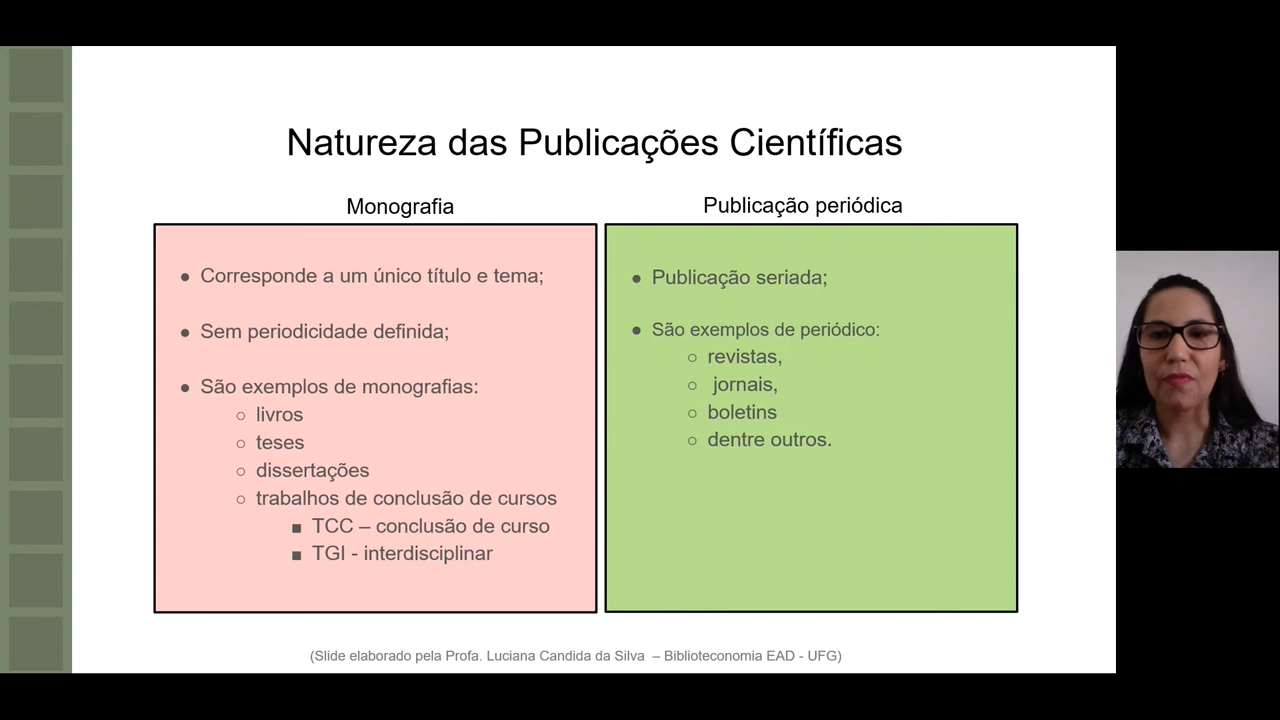 Natureza das Publicações Científicas
Monografia
● Corresponde a um único título e tema;
● Sem periodicidade definida;
● São exemplos de monografias:
○ livros
○ teses
○ dissertações
○ trabalhos de conclusão de cursos
■ TCC – conclusão de curso
■ TGI - interdisciplinar
Publicação periódica
● Publicação seriada;
● São exemplos de periódico:
○ revistas,
○ jornais,
○ boletins
○ dentre outros.
(Slide elaborado pela Profa. Luciana Candida da Silva – Biblioteconomia EAD - UFG)